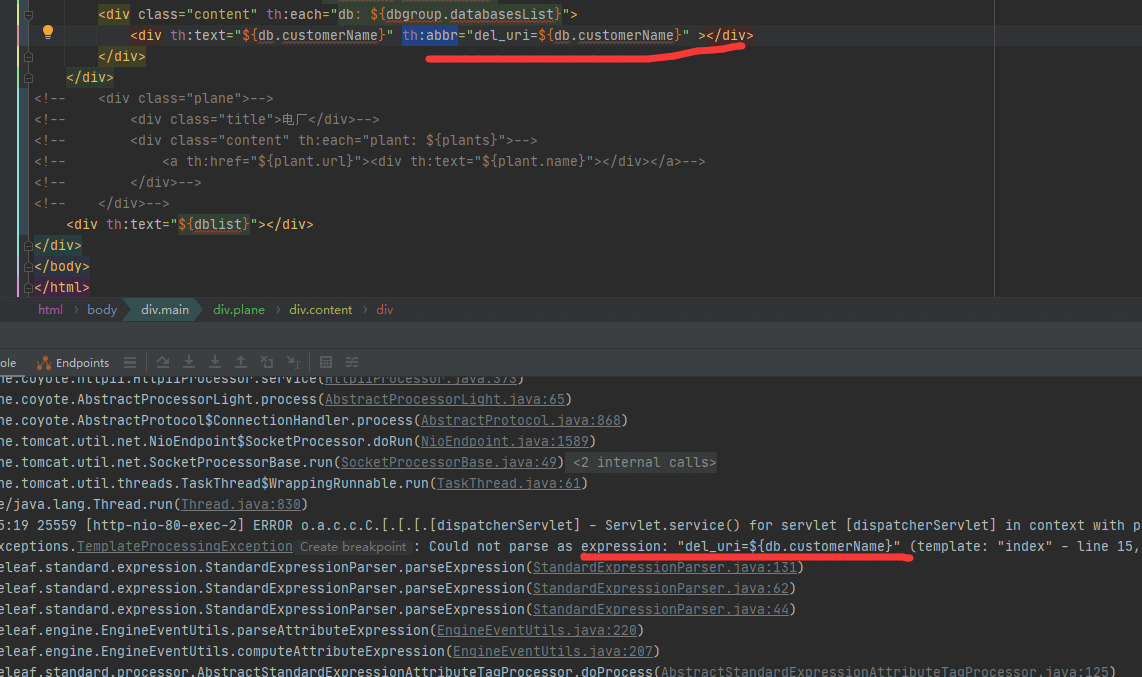 <div class="content" th:each="db: ${dbgroup.databasesList}">
<div th:text="${db.customerName}" th:abbr="del_uri=${db.customerName}" ></div>
</div>
</div>
<!-- <div class="plane">-->
<!-- <div class="title">电厂</div>-->
<!-- <div class="content" th:each="plant: ${plants}">-->
<!-- <a th:href="${plant.url}"><div th:text="${plant.name}"></div></a>-->
<!-- </div>-->
<!-- </div>-->
<div th:text="${dblist}"></div>
</div>
</body>
</html>
html › body › div.main › div.plane › div.content › div
ole Endpoints
ne.coyote.http11.Http11Processor.service(Http11Processor.java:373)
ne.coyote.AbstractProcessorLight.process(AbstractProcessorLight.java:65)
ne.coyote.AbstractProtocol$ConnectionHandler.process(AbstractProtocol.java:868)
ne.tomcat.util.net.NioEndpoint$SocketProcessor.doRun(NioEndpoint.java:1589)
ne.tomcat.util.net.SocketProcessorBase.run(SocketProcessorBase.java:49) <2 internal calls>
ne.tomcat.util.threads.TaskThread$WrappingRunnable.run(TaskThread.java:61)
e/java.lang.Thread.run(Thread.java:830)
5:19 25559 [http-nio-80-exec-2] ERROR o.a.c.c.C.[.[.[.[dispatcherServlet] - Servlet.service() for servlet [dispatcherServlet] in context with p
xceptions.TemplateProcessingException Create breakpoint : Could not parse as expression: "del_uri=${db.customerName}" (template: "index" - line 15,
eleaf.standard.expression.StandardExpressionParser.parseExpression(StandardExpressionParser.java:131)
eleaf.standard.expression.StandardExpressionParser.parseExpression(StandardExpressionParser.java:62)
eleaf.standard.expression.StandardExpressionParser.parseExpression(StandardExpressionParser.java:44)
eleaf.engine.EngineEventUtils.parseAttributeExpression(EngineEventUtils.java:220)
eleaf.engine.EngineEventUtils.computeAttributeExpression(EngineEventUtils.java:207)
eleaf.standard.processor.AbstractStandardExpressionAttributeTagProcessor.doProcess(AbstractStandardExpressionAttributeTagProcessor.java:125)